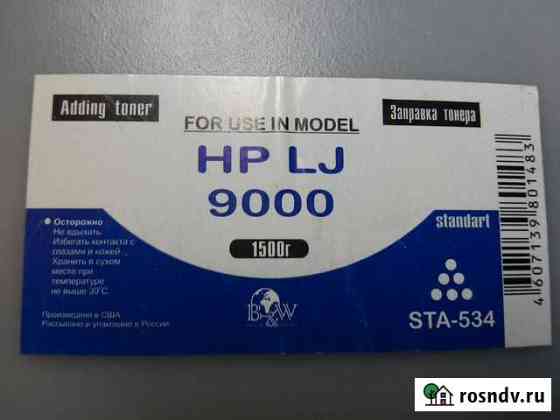 Adding toner
Заправка тонера
FOR USE IN MODEL
HP LJ
9000
1500г
standart
STA-534
Осторожно
Не вдыхать
Избегать контакта с
глазами и кожей
Хранить в сухом
месте при
температуре
не выше 30°С.
Произведено в США
Расфасовано и упаковано в России
B&W
4607139801483
rosndv.ru